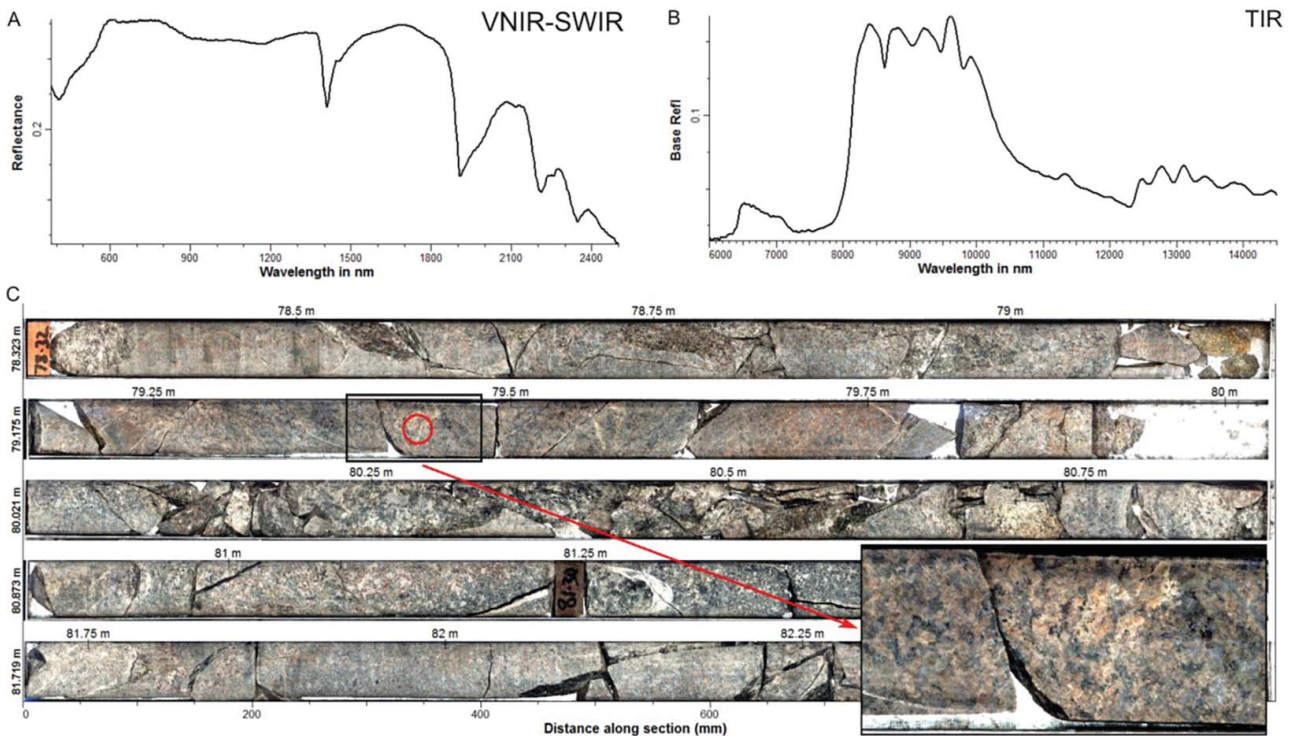 A
VNIR-SWIR
Reflectance
0.2
600 900 1200 1500 1800 2100 2400
Wavelength in nm
B
TIR
Base Refl
0.1
6000 7000 8000 9000 10000 11000 12000 13000 14000
Wavelength in nm
C
78.5 m 78.75 m 79 m
78.323 m
78.32
79.25 m 79.5 m 79.75 m 80 m
79.175 m
80.25 m 80.5 m 80.75 m
80.021 m
81 m 81.25 m
80.873 m
81.30
81.75 m 82 m 82.25 m
81.719 m
0 200 400 600
Distance along section (mm)